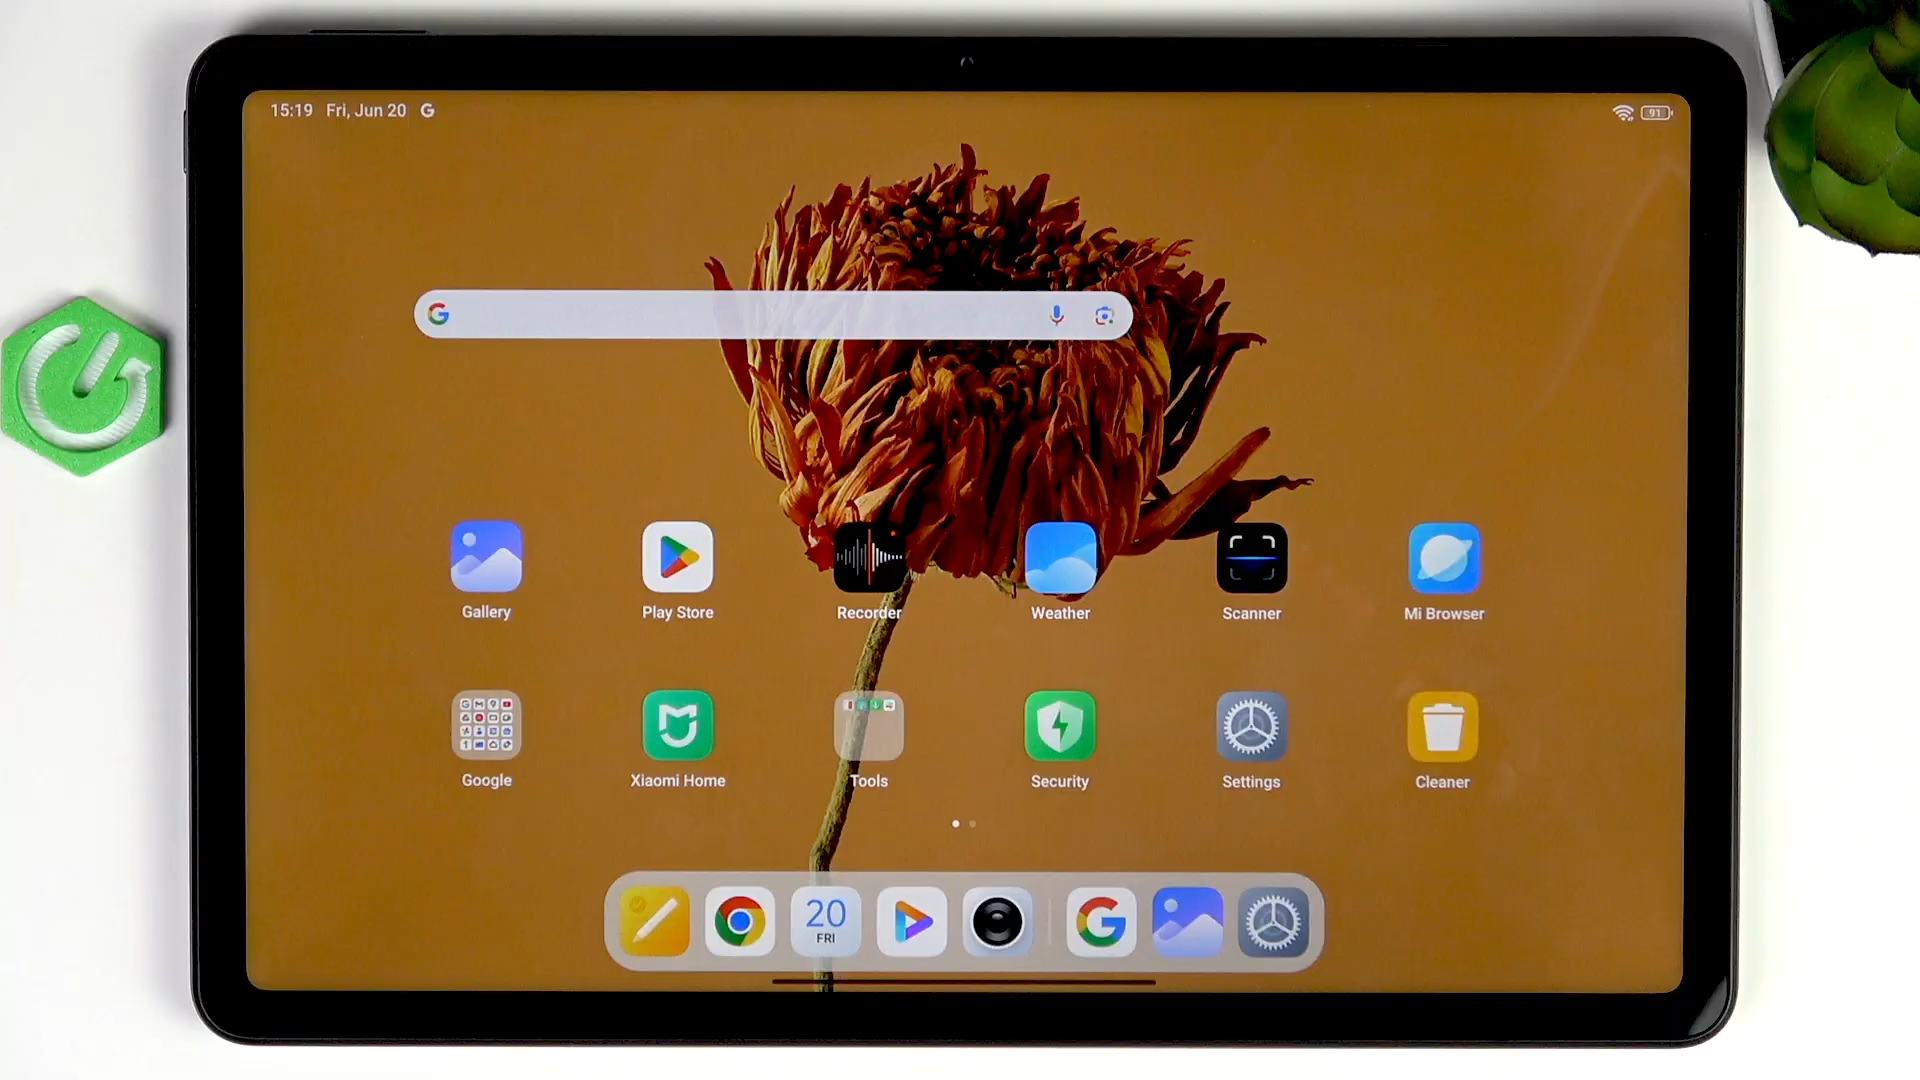 15:19 Fri, Jun 20 G
91
G
Gallery Play Store Recorder Weather Scanner Mi Browser
Google Xiaomi Home Tools Security Settings Cleaner
20
FRI
G